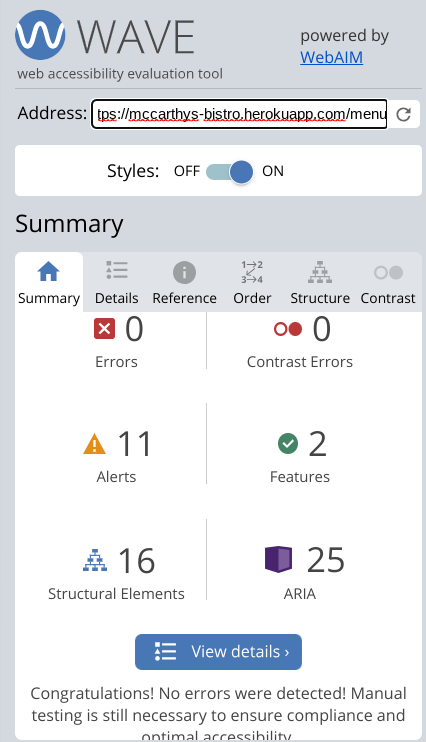 WAVE
web accessibility evaluation tool
powered by
WebAIM
Address: tps://mccarthys-bistro.herokuapp.com/menu
Styles: OFF ON
Summary
1 2
3 4
Summary Details Reference Order Structure Contrast
0 0
Errors Contrast Errors
11 2
Alerts Features
16 25
Structural Elements ARIA
View details ›
Congratulations! No errors were detected! Manual
testing is still necessary to ensure compliance and
optimal accessibility.